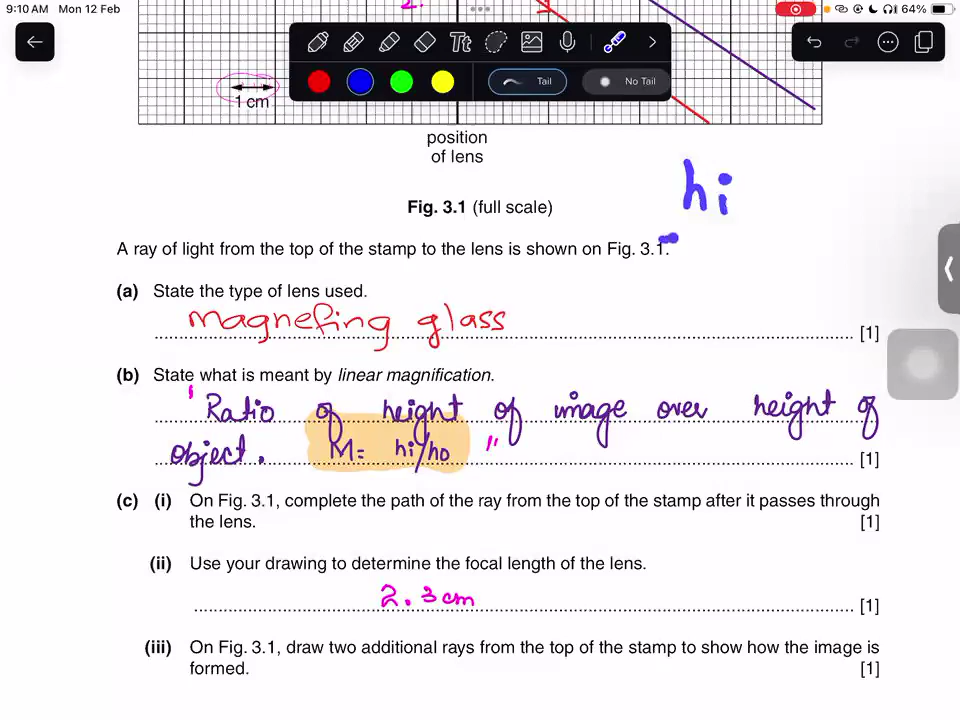 9:10 AM Mon 12 Feb
64%
2.
Tt
Tail
No Tail
1 cm
position
of lens
hi
Fig. 3.1 (full scale)
A ray of light from the top of the stamp to the lens is shown on Fig. 3.1.
(a) State the type of lens used.
magnefing glass
[1]
(b) State what is meant by linear magnification.
" Ratio of height of image over height of
object. M= hi/ho "
[1]
(c) (i) On Fig. 3.1, complete the path of the ray from the top of the stamp after it passes through
the lens. [1]
(ii) Use your drawing to determine the focal length of the lens.
2.3 cm
[1]
(iii) On Fig. 3.1, draw two additional rays from the top of the stamp to show how the image is
formed. [1]